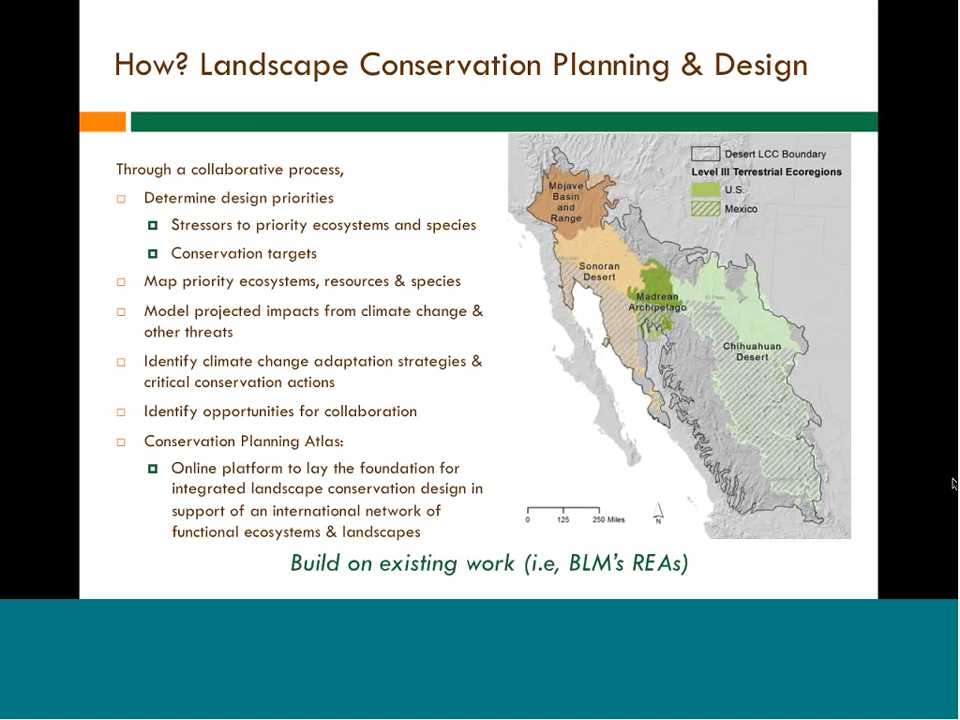 How? Landscape Conservation Planning & Design
Through a collaborative process,
Determine design priorities
Stressors to priority ecosystems and species
Conservation targets
Map priority ecosystems, resources & species
Model projected impacts from climate change &
other threats
Identify climate change adaptation strategies &
critical conservation actions
Identify opportunities for collaboration
Conservation Planning Atlas:
Online platform to lay the foundation for
integrated landscape conservation design in
support of an international network of
functional ecosystems & landscapes
Desert LCC Boundary
Level III Terrestrial Ecoregions
U.S.
Mexico
Mojave
Basin
and
Range
Sonoran
Desert
Madrean
Archipelago
Chihuahuan
Desert
0 125 250 Miles
N
Build on existing work (i.e, BLM's REAs)